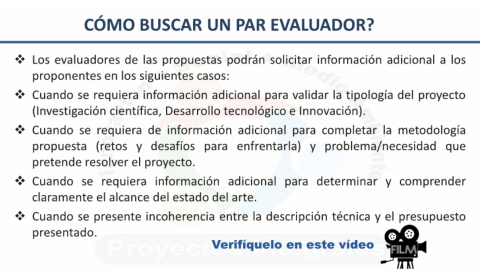 CÓMO BUSCAR UN PAR EVALUADOR?
❖ Los evaluadores de las propuestas podrán solicitar información adicional a los
proponentes en los siguientes casos:
❖ Cuando se requiera información adicional para validar la tipología del proyecto
(Investigación científica, Desarrollo tecnológico e Innovación).
❖ Cuando se requiera de información adicional para completar la metodología
propuesta (retos y desafíos para enfrentarla) y problema/necesidad que
pretende resolver el proyecto.
❖ Cuando se requiera información adicional para determinar y comprender
claramente el alcance del estado del arte.
❖ Cuando se presente incoherencia entre la descripción técnica y el presupuesto
presentado.
Verifíquelo en este vídeo
FILM